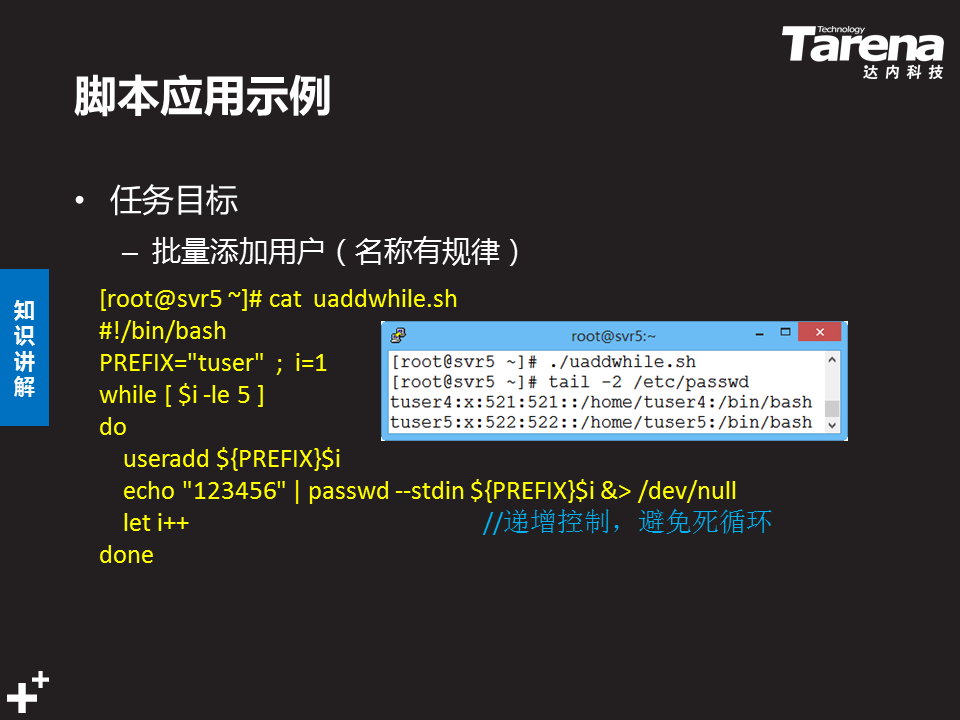 Technology
Tarena
达内科技
脚本应用示例
• 任务目标
– 批量添加用户（名称有规律）
知识讲解
[root@svr5 ~]# cat  uaddwhile.sh
#!/bin/bash
PREFIX="tuser"  ;  i=1
while [ $i -le 5 ]
do
    useradd ${PREFIX}$i
    echo "123456" | passwd --stdin ${PREFIX}$i &> /dev/null
    let i++    //递增控制，避免死循环
done
root@svr5:~
[root@svr5 ~]# ./uaddwhile.sh
[root@svr5 ~]# tail -2 /etc/passwd
tuser4:x:521:521::/home/tuser4:/bin/bash
tuser5:x:522:522::/home/tuser5:/bin/bash